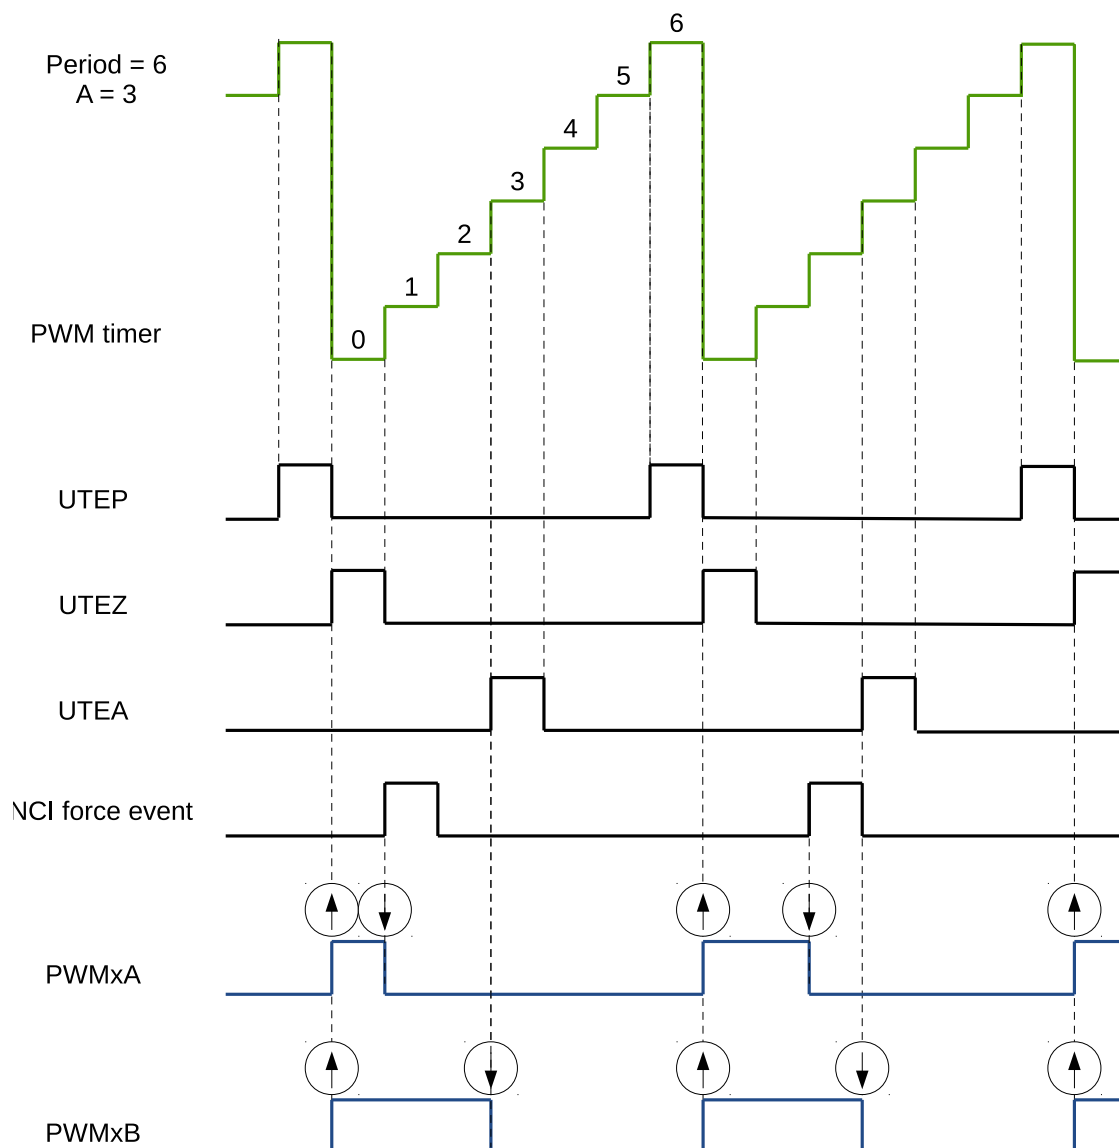 6
Period = 6
A = 3
5
4
3
2
1
0
PWM timer
UTEP
UTEZ
UTEA
NCI force event
PWMxA
PWMxB